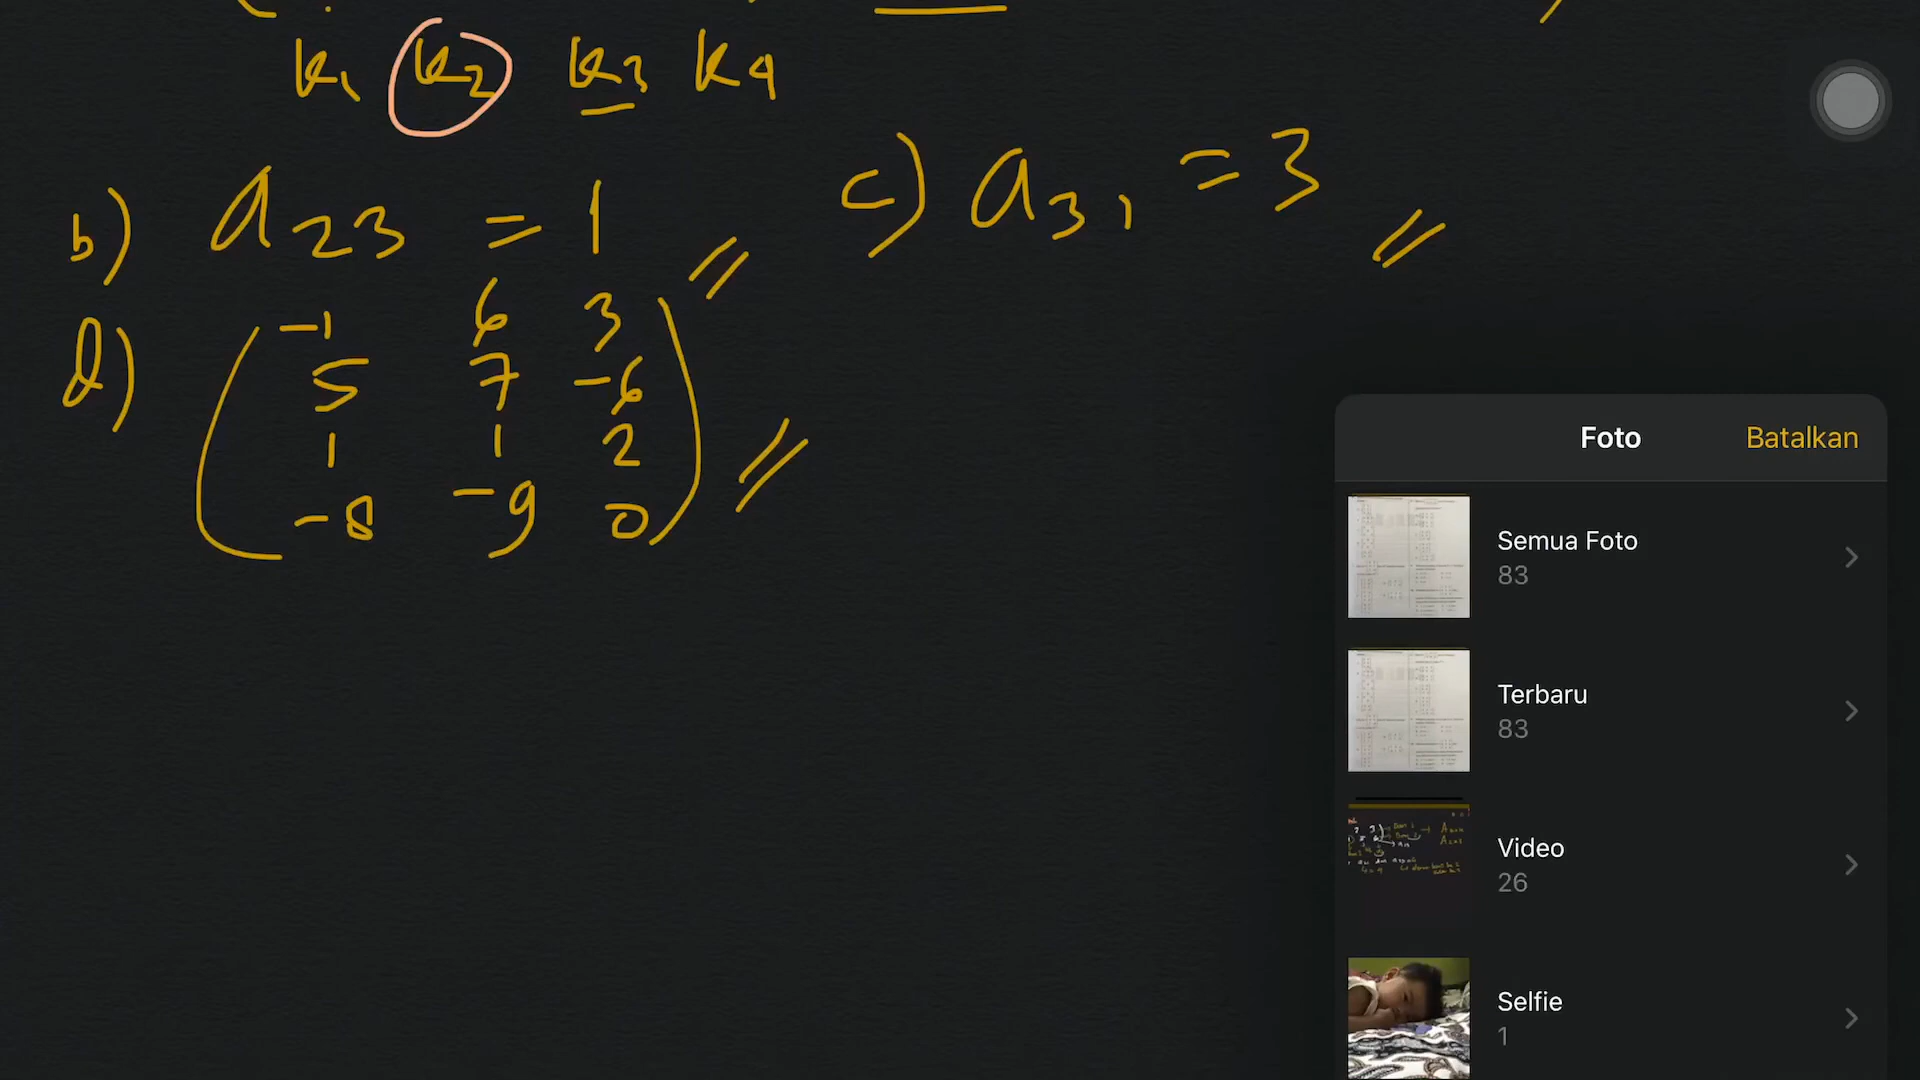 k1 k2 k3 k4
b) a23 = 1
c) a31 = 3
d) ( -1 6 3
5 7 -6
1 1 2
-8 -9 0 )
Foto Batalkan
Semua Foto
83
Terbaru
83
Video
26
Selfie
1